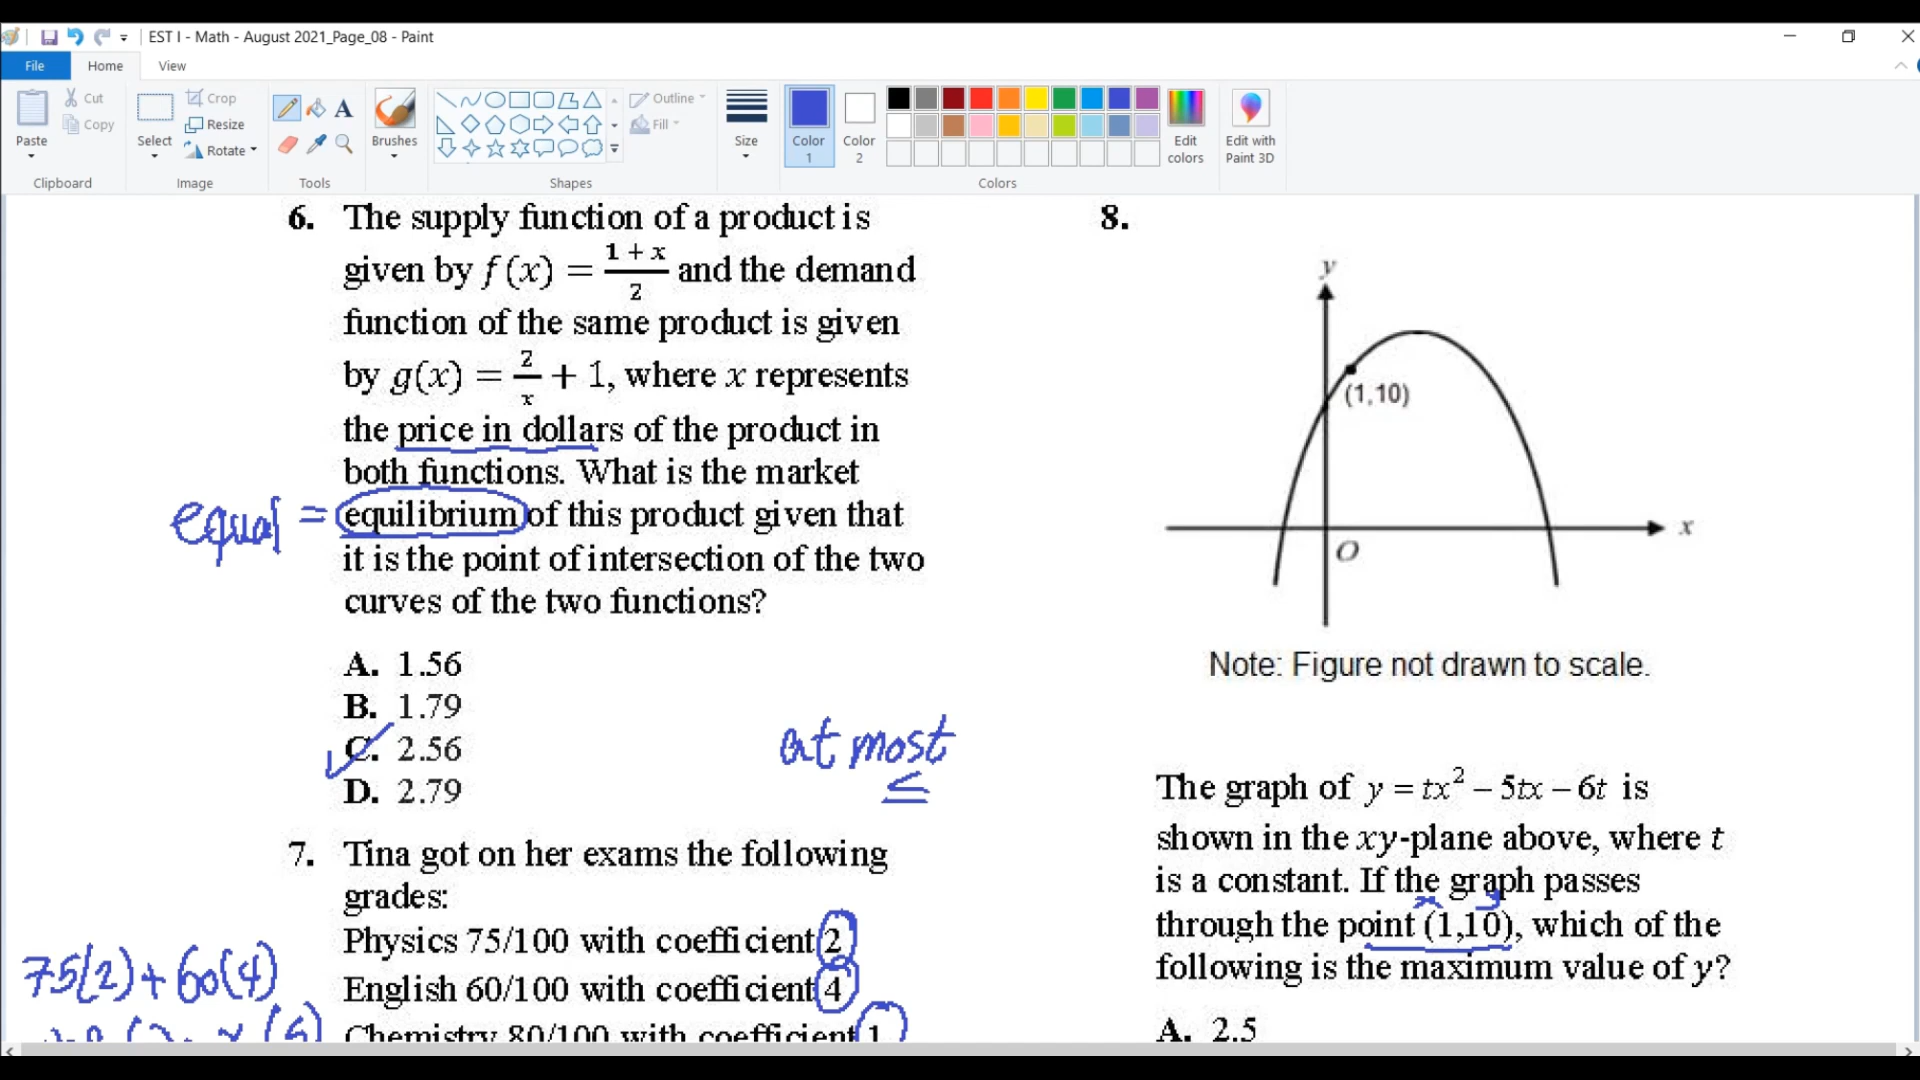 EST I - Math - August 2021_Page_08 - Paint
File Home View
Cut
Copy
Paste
Clipboard
Crop
Resize
Rotate
Select
Image
A
Tools
Brushes
Outline
Fill
Shapes
Size
Color 1
Color 2
Edit colors
Edit with Paint 3D
Colors
6. The supply function of a product is
given by f(x) = (1 + x)/2 and the demand
function of the same product is given
by g(x) = 2/x + 1, where x represents
the price in dollars of the product in
both functions. What is the market
equal = equilibrium of this product given that
it is the point of intersection of the two
curves of the two functions?
A. 1.56
B. 1.79
C. 2.56
D. 2.79
at most
≤
7. Tina got on her exams the following
grades:
Physics 75/100 with coefficient 2
75(2)+60(4)
English 60/100 with coefficient 4
Chemistry 80/100 with coefficient 1
8.
y
(1,10)
x
O
Note: Figure not drawn to scale.
The graph of y = tx² – 5tx – 6t is
shown in the xy-plane above, where t
is a constant. If the graph passes
x y
through the point (1,10), which of the
following is the maximum value of y?
A. 2.5